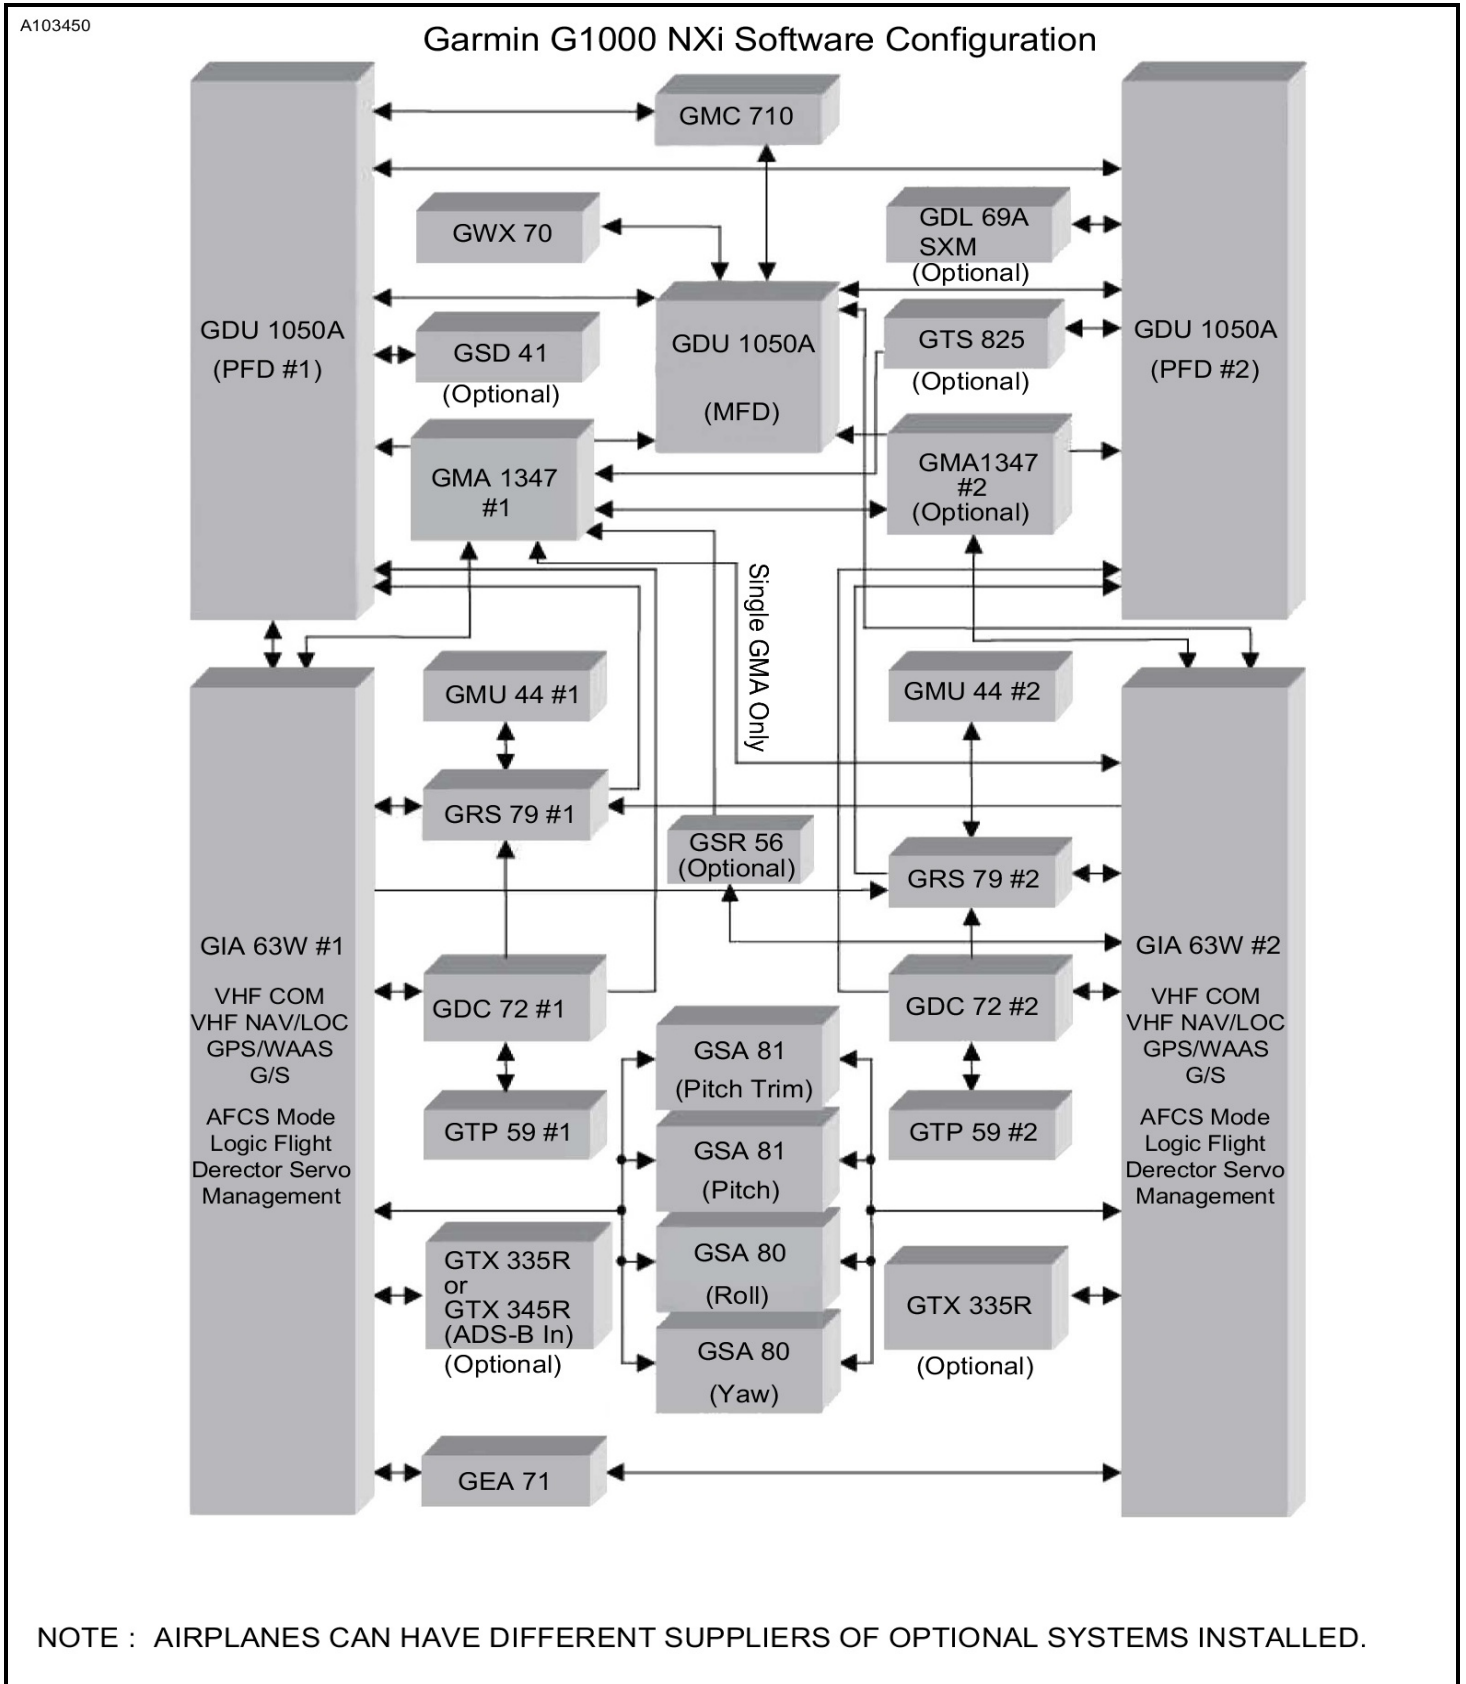 A103450
Garmin G1000 NXi Software Configuration
GMC 710
GWX 70
GDL 69A
SXM
(Optional)
GDU 1050A
(PFD #1)
GSD 41
(Optional)
GDU 1050A
(MFD)
GTS 825
(Optional)
GDU 1050A
(PFD #2)
GMA 1347
#1
GMA1347
#2
(Optional)
Single GMA Only
GMU 44 #1
GMU 44 #2
GRS 79 #1
GSR 56
(Optional)
GRS 79 #2
GIA 63W #1
VHF COM
VHF NAV/LOC
GPS/WAAS
G/S
AFCS Mode
Logic Flight
Derector Servo
Management
GDC 72 #1
GDC 72 #2
GIA 63W #2
VHF COM
VHF NAV/LOC
GPS/WAAS
G/S
AFCS Mode
Logic Flight
Derector Servo
Management
GTP 59 #1
GSA 81
(Pitch Trim)
GSA 81
(Pitch)
GSA 80
(Roll)
GSA 80
(Yaw)
GTP 59 #2
GTX 335R
or
GTX 345R
(ADS-B In)
(Optional)
GTX 335R
(Optional)
GEA 71
NOTE : AIRPLANES CAN HAVE DIFFERENT SUPPLIERS OF OPTIONAL SYSTEMS INSTALLED.